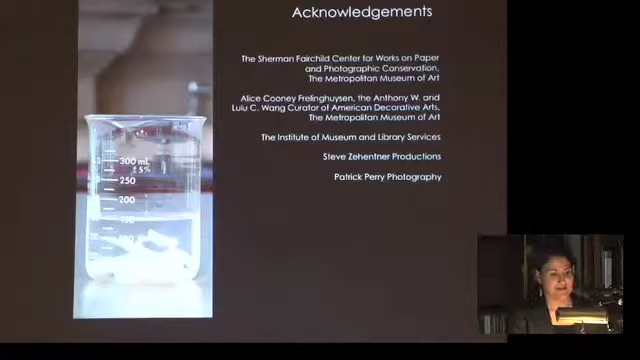 Acknowledgements
The Sherman Fairchild Center for Works on Paper
and Photographic Conservation,
The Metropolitan Museum of Art
Alice Cooney Frelinghuysen, the Anthony W. and
Lulu C. Wang Curator of American Decorative Arts,
The Metropolitan Museum of Art
The Institute of Museum and Library Services
Steve Zehentner Productions
Patrick Perry Photography
300 mL
±5%
250
200
150